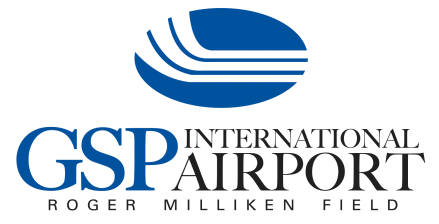 GSP INTERNATIONAL
AIRPORT
ROGER MILLIKEN FIELD